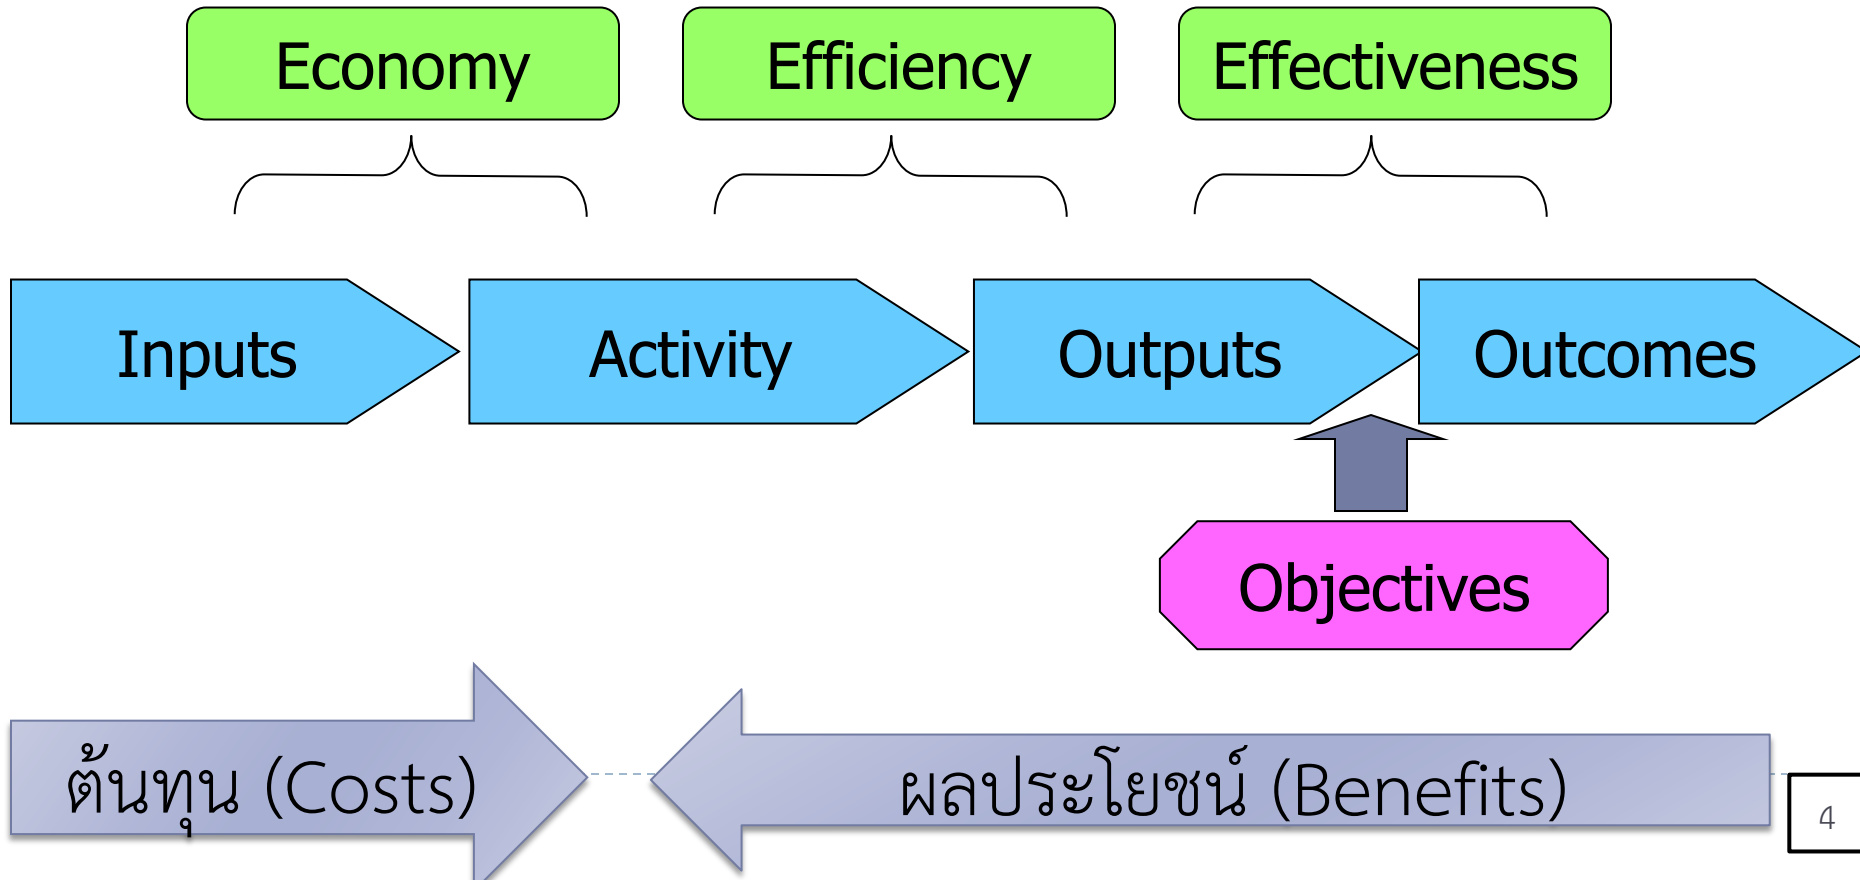 Economy
Efficiency
Effectiveness
Inputs
Activity
Outputs
Outcomes
Objectives
ต้นทุน (Costs)
ผลประโยชน์ (Benefits)
4